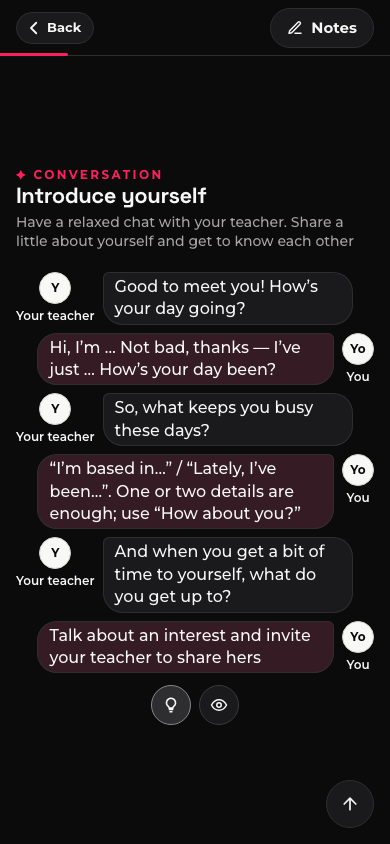 Back
Notes
CONVERSATION
Introduce yourself
Have a relaxed chat with your teacher. Share a
little about yourself and get to know each other
Y
Your teacher
Good to meet you! How's
your day going?
Hi, I'm ... Not bad, thanks — I've
just ... How's your day been?
Yo
You
Y
Your teacher
So, what keeps you busy
these days?
“I'm based in...” / “Lately, I've
been...”. One or two details are
enough; use “How about you?”
Yo
You
Y
Your teacher
And when you get a bit of
time to yourself, what do
you get up to?
Talk about an interest and invite
your teacher to share hers
Yo
You